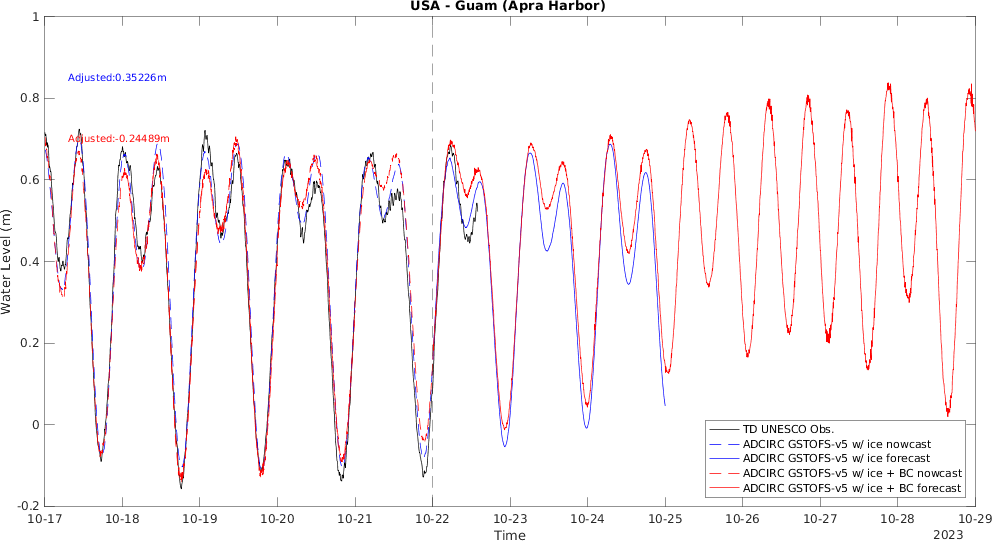 USA - Guam (Apra Harbor)
1
0.8
0.6
0.4
0.2
0
-0.2
Water Level (m)
Adjusted:0.35226m
Adjusted:-0.24489m
TD UNESCO Obs.
ADCIRC GSTOFS-v5 w/ ice nowcast
ADCIRC GSTOFS-v5 w/ ice forecast
ADCIRC GSTOFS-v5 w/ ice + BC nowcast
ADCIRC GSTOFS-v5 w/ ice + BC forecast
10-17 10-18 10-19 10-20 10-21 10-22 10-23 10-24 10-25 10-26 10-27 10-28 10-29
Time
2023